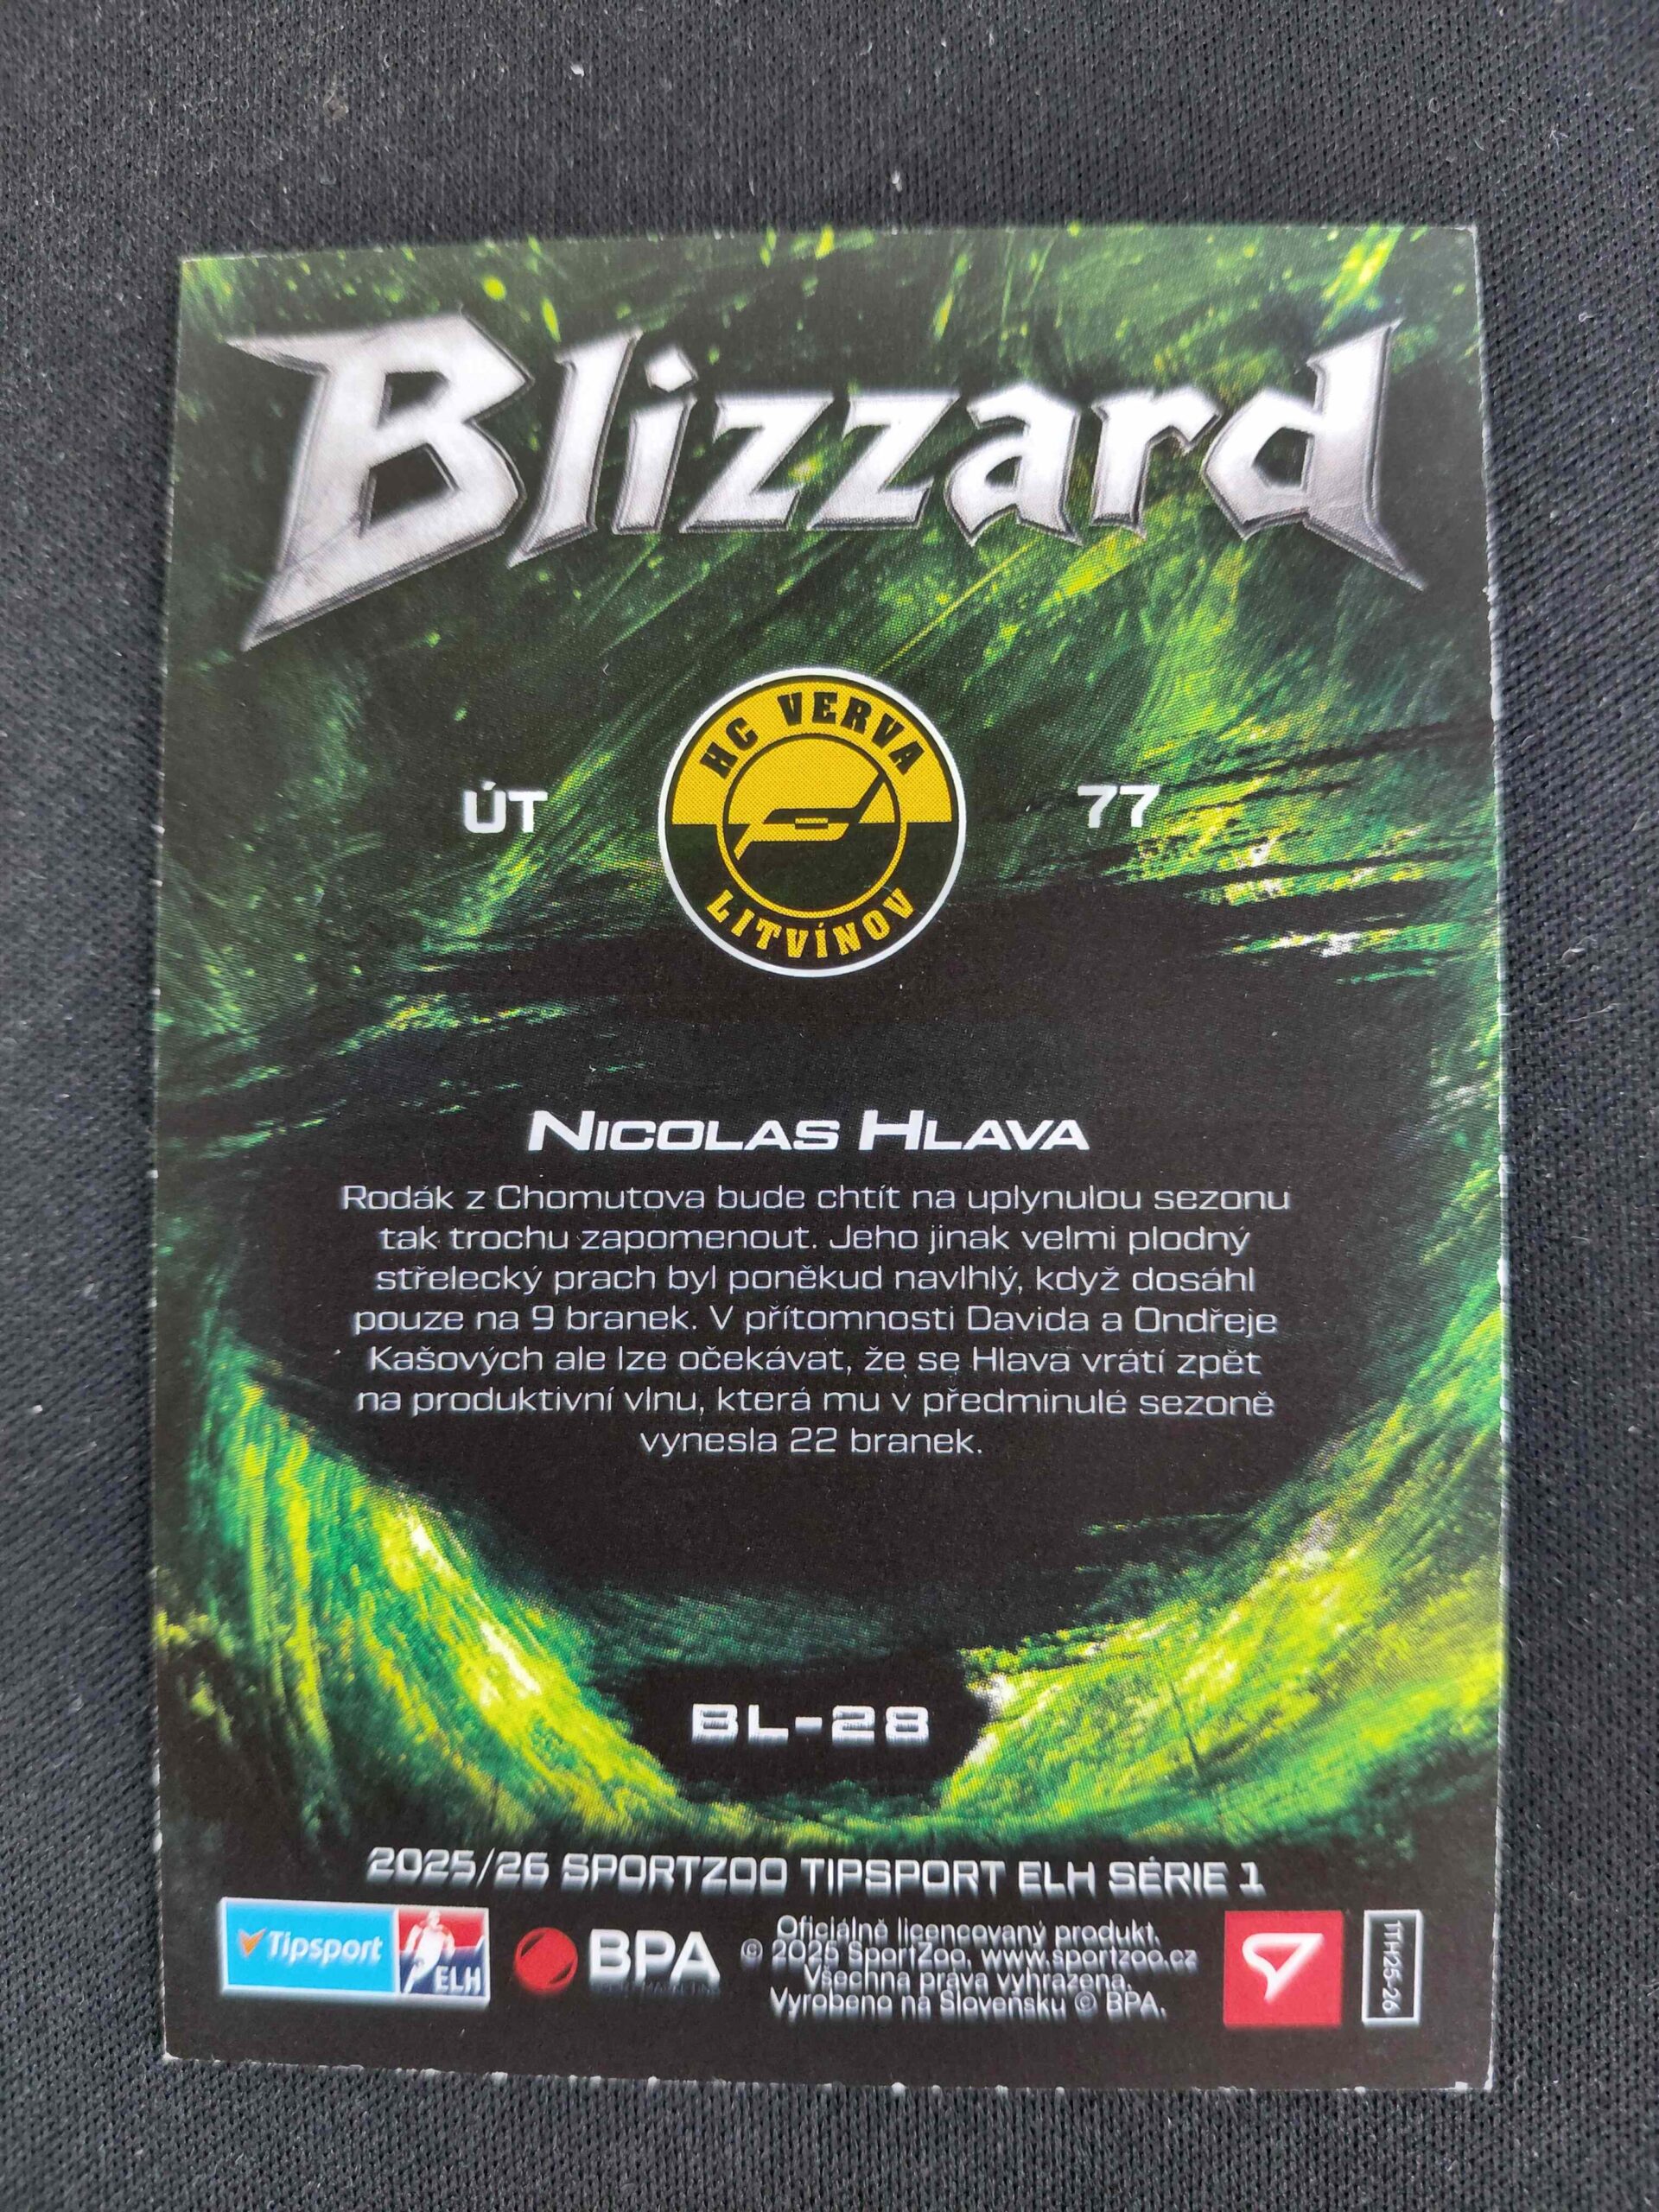 Blizzard
HC VERVA
ÚT
77
LITVÍNOV
NICOLAS HLAVA
Rodák z Chomutova bude chtít na uplynulou sezonu
tak trochu zapomenout. Jeho jinak velmi plodný
střelecký prach byl poněkud navlhlý, když dosáhl
pouze na 9 branek. V přítomnosti Davida a Ondřeje
Kašových ale lze očekávat, že se Hlava vrátí zpět
na produktivní vlnu, která mu v předminulé sezoně
vynesla 22 branek.
BL-28
2025/26 SPORTZOO TIPSPORT ELH SÉRIE 1
Tipsport
ELH
BPA
Oficiálně licencovaný produkt.
© 2025 SportZoo, www.sportzoo.cz
Všechna práva vyhrazena.
Vyrobeno na Slovensku © BPA.
1TH25-26